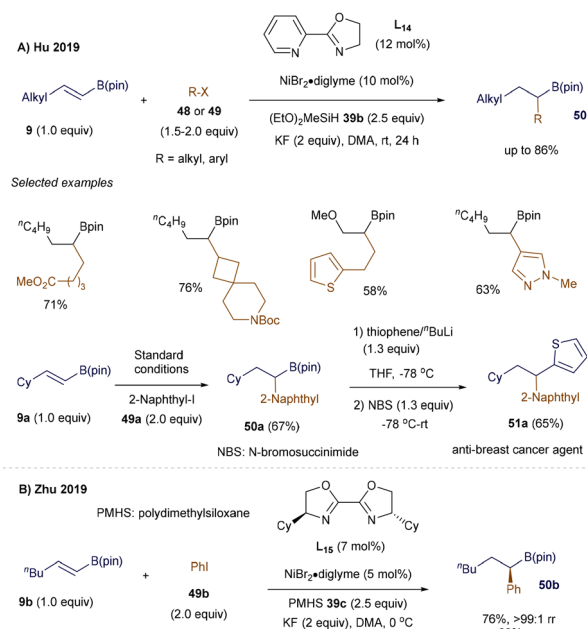 A) Hu 2019
N
O
N
L14
(12 mol%)
Alkyl
B(pin)
+
R-X
NiBr2•diglyme (10 mol%)
Alkyl
B(pin)
R
50
9 (1.0 equiv)
48 or 49
(1.5-2.0 equiv)
(EtO)2MeSiH 39b (2.5 equiv)
KF (2 equiv), DMA, rt, 24 h
R = alkyl, aryl
up to 86%
Selected examples
nC4H9
Bpin
MeO2C
( )3
71%
nC4H9
Bpin
76%
NBoc
MeO
Bpin
S
58%
nC4H9
Bpin
N
N
Me
63%
Cy
B(pin)
9a (1.0 equiv)
Standard
conditions
2-Naphthyl-I
49a (2.0 equiv)
Cy
B(pin)
2-Naphthyl
50a (67%)
1) thiophene/nBuLi
(1.3 equiv)
THF, -78 oC
2) NBS (1.3 equiv)
-78 oC-rt
Cy
S
2-Naphthyl
51a (65%)
NBS: N-bromosuccinimide
anti-breast cancer agent
B) Zhu 2019
PMHS: polydimethylsiloxane
O
O
N
N
Cy
Cy
L15 (7 mol%)
nBu
B(pin)
+
PhI
NiBr2•diglyme (5 mol%)
nBu
B(pin)
Ph
50b
9b (1.0 equiv)
49b
(2.0 equiv)
PMHS 39c (2.5 equiv)
KF (2 equiv), DMA, 0 oC
76%, >99:1 rr